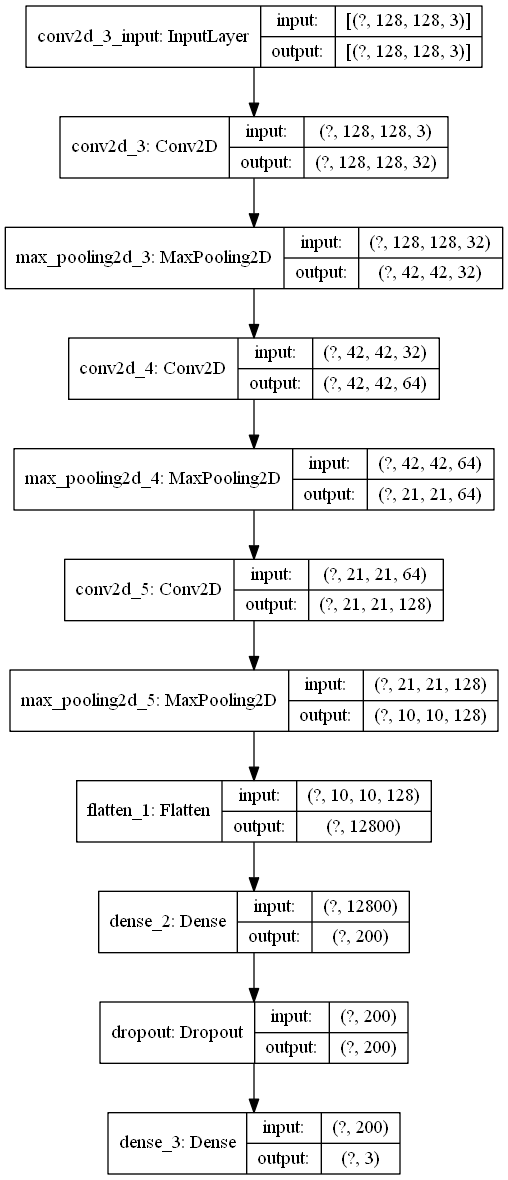 conv2d_3_input: InputLayer
input: [(?, 128, 128, 3)]
output: [(?, 128, 128, 3)]
conv2d_3: Conv2D
input: (?, 128, 128, 3)
output: (?, 128, 128, 32)
max_pooling2d_3: MaxPooling2D
input: (?, 128, 128, 32)
output: (?, 42, 42, 32)
conv2d_4: Conv2D
input: (?, 42, 42, 32)
output: (?, 42, 42, 64)
max_pooling2d_4: MaxPooling2D
input: (?, 42, 42, 64)
output: (?, 21, 21, 64)
conv2d_5: Conv2D
input: (?, 21, 21, 64)
output: (?, 21, 21, 128)
max_pooling2d_5: MaxPooling2D
input: (?, 21, 21, 128)
output: (?, 10, 10, 128)
flatten_1: Flatten
input: (?, 10, 10, 128)
output: (?, 12800)
dense_2: Dense
input: (?, 12800)
output: (?, 200)
dropout: Dropout
input: (?, 200)
output: (?, 200)
dense_3: Dense
input: (?, 200)
output: (?, 3)